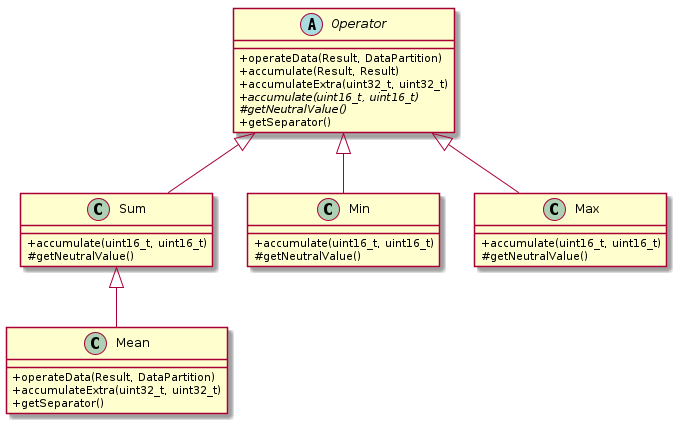 A Operator
+operateData(Result, DataPartition)
+accumulate(Result, Result)
+accumulateExtra(uint32_t, uint32_t)
+accumulate(uint16_t, uint16_t)
#getNeutralValue()
+getSeparator()
C Sum
+accumulate(uint16_t, uint16_t)
#getNeutralValue()
C Min
+accumulate(uint16_t, uint16_t)
#getNeutralValue()
C Max
+accumulate(uint16_t, uint16_t)
#getNeutralValue()
C Mean
+operateData(Result, DataPartition)
+accumulateExtra(uint32_t, uint32_t)
+getSeparator()